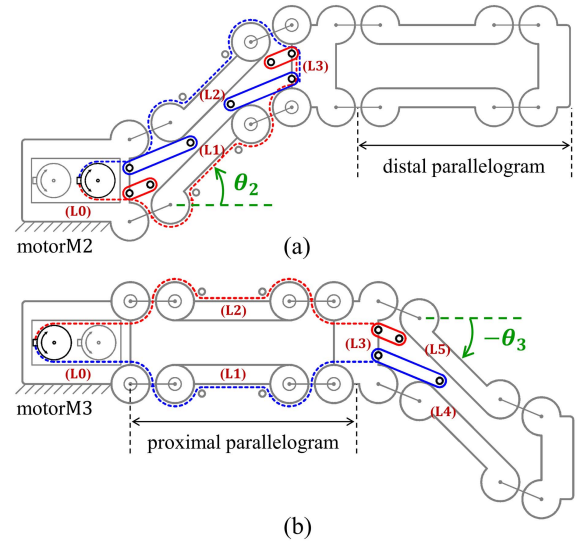 (L3)
(L2)
(L1)
(L0)
θ₂
distal parallelogram
motorM2
(a)
(L2)
(L3)
(L5)
−θ₃
(L0)
(L1)
(L4)
motorM3
proximal parallelogram
(b)